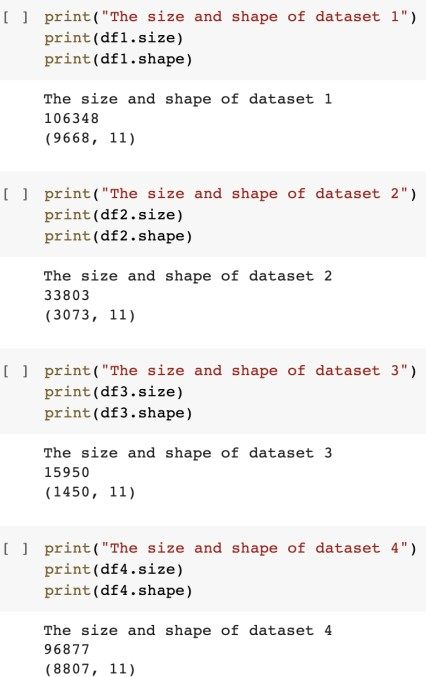 [ ] print("The size and shape of dataset 1")
print(df1.size)
print(df1.shape)
The size and shape of dataset 1
106348
(9668, 11)
[ ] print("The size and shape of dataset 2")
print(df2.size)
print(df2.shape)
The size and shape of dataset 2
33803
(3073, 11)
[ ] print("The size and shape of dataset 3")
print(df3.size)
print(df3.shape)
The size and shape of dataset 3
15950
(1450, 11)
[ ] print("The size and shape of dataset 4")
print(df4.size)
print(df4.shape)
The size and shape of dataset 4
96877
(8807, 11)